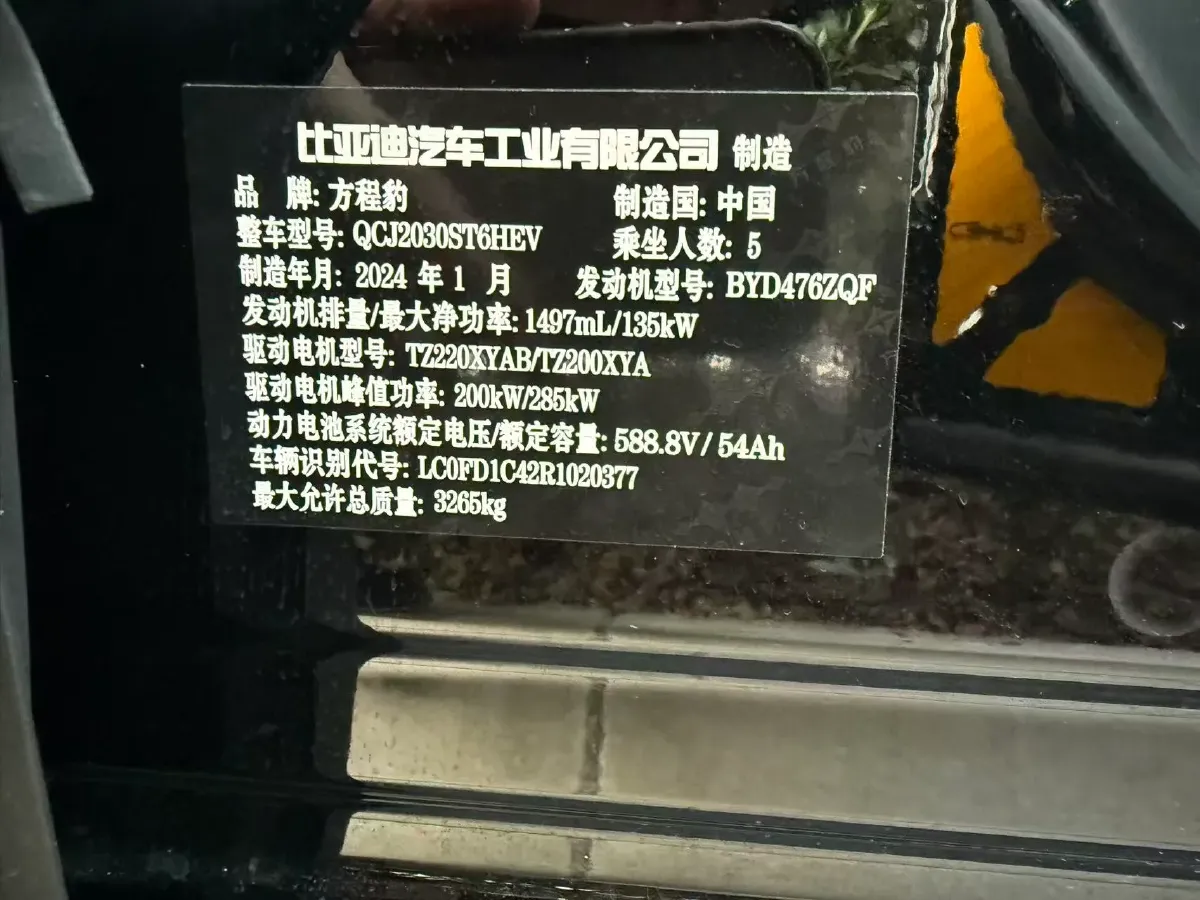 比亚迪汽车工业有限公司 制造
品 牌: 方程豹 制造国: 中国
整车型号: QCJ2030ST6HEV 乘坐人数: 5
制造年月: 2024 年 1 月 发动机型号: BYD476ZQF
发动机排量/最大净功率: 1497mL/135kW
驱动电机型号: TZ220XYAB/TZ200XYA
驱动电机峰值功率: 200kW/285kW
动力电池系统额定电压/额定容量: 588.8V/ 54Ah
车辆识别代号: LC0FD1C42R1020377
最大允许总质量: 3265kg